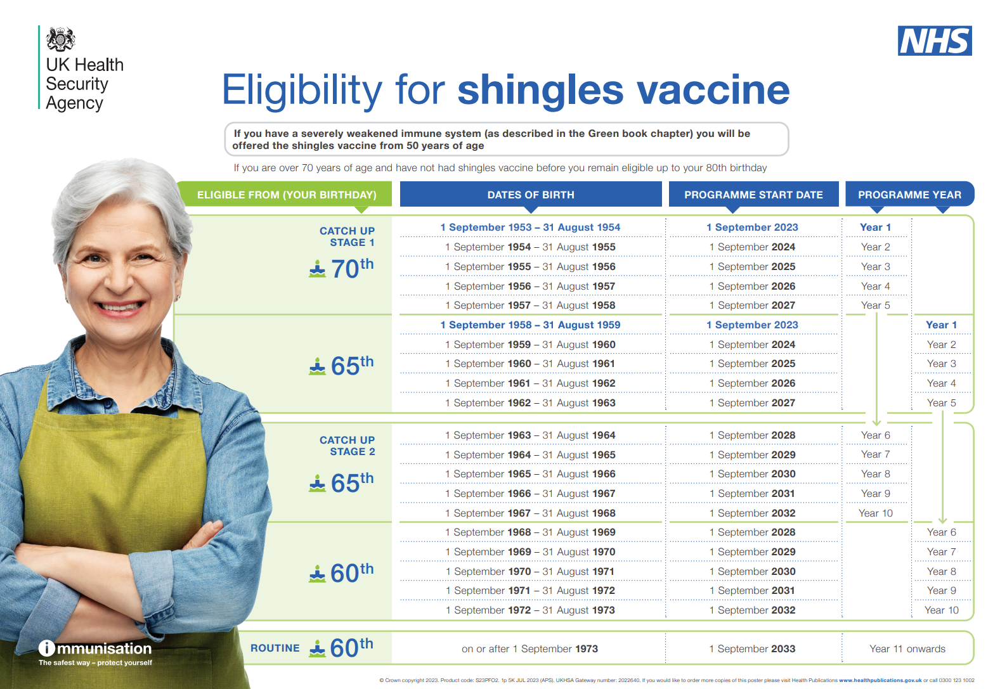 UK Health
Security
Agency
NHS
Eligibility for shingles vaccine
If you have a severely weakened immune system (as described in the Green book chapter) you will be
offered the shingles vaccine from 50 years of age
If you are over 70 years of age and have not had shingles vaccine before you remain eligible up to your 80th birthday
ELIGIBLE FROM (YOUR BIRTHDAY) DATES OF BIRTH PROGRAMME START DATE PROGRAMME YEAR
CATCH UP
STAGE 1
70th
1 September 1953 – 31 August 1954 1 September 2023 Year 1
1 September 1954 – 31 August 1955 1 September 2024 Year 2
1 September 1955 – 31 August 1956 1 September 2025 Year 3
1 September 1956 – 31 August 1957 1 September 2026 Year 4
1 September 1957 – 31 August 1958 1 September 2027 Year 5
65th
1 September 1958 – 31 August 1959 1 September 2023 Year 1
1 September 1959 – 31 August 1960 1 September 2024 Year 2
1 September 1960 – 31 August 1961 1 September 2025 Year 3
1 September 1961 – 31 August 1962 1 September 2026 Year 4
1 September 1962 – 31 August 1963 1 September 2027 Year 5
CATCH UP
STAGE 2
65th
1 September 1963 – 31 August 1964 1 September 2028 Year 6
1 September 1964 – 31 August 1965 1 September 2029 Year 7
1 September 1965 – 31 August 1966 1 September 2030 Year 8
1 September 1966 – 31 August 1967 1 September 2031 Year 9
1 September 1967 – 31 August 1968 1 September 2032 Year 10
60th
1 September 1968 – 31 August 1969 1 September 2028 Year 6
1 September 1969 – 31 August 1970 1 September 2029 Year 7
1 September 1970 – 31 August 1971 1 September 2030 Year 8
1 September 1971 – 31 August 1972 1 September 2031 Year 9
1 September 1972 – 31 August 1973 1 September 2032 Year 10
ROUTINE 60th on or after 1 September 1973 1 September 2033 Year 11 onwards
immunisation
The safest way – protect yourself
© Crown copyright 2023. Product code: S23PFO2. 1p 5K JUL 2023 (APS). UKHSA Gateway number: 2022640. If you would like to order more copies of this poster please visit Health Publications www.healthpublications.gov.uk or call 0300 123 1002